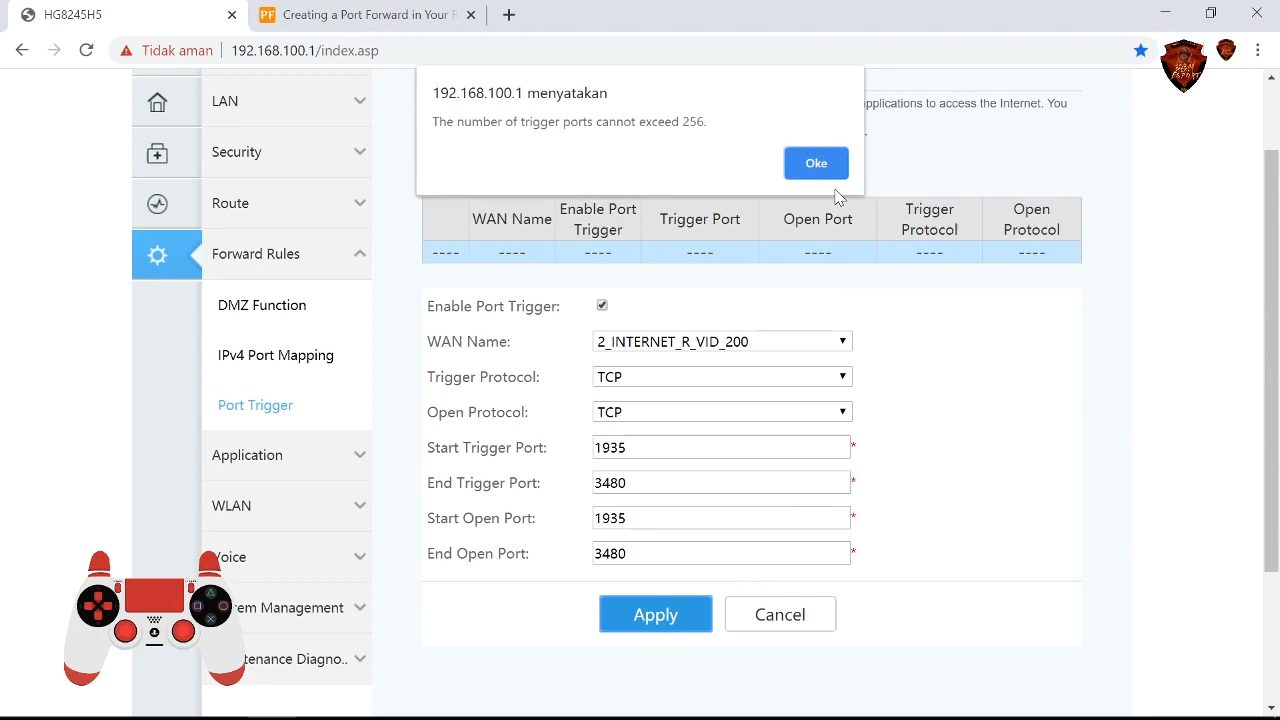 HG8245H5
PF Creating a Port Forward in Your R
Tidak aman
192.168.100.1/index.asp
192.168.100.1 menyatakan
The number of trigger ports cannot exceed 256.
Oke
applications to access the Internet. You
LAN
Security
Route
Forward Rules
DMZ Function
IPv4 Port Mapping
Port Trigger
Application
WLAN
Voice
em Management
tenance Diagno..
WAN Name
Enable Port
Trigger
Trigger Port
Open Port
Trigger
Protocol
Open
Protocol
---- ---- ---- ---- ---- ---- ----
Enable Port Trigger:
WAN Name: 2_INTERNET_R_VID_200
Trigger Protocol: TCP
Open Protocol: TCP
Start Trigger Port: 1935 *
End Trigger Port: 3480 *
Start Open Port: 1935 *
End Open Port: 3480 *
Apply
Cancel